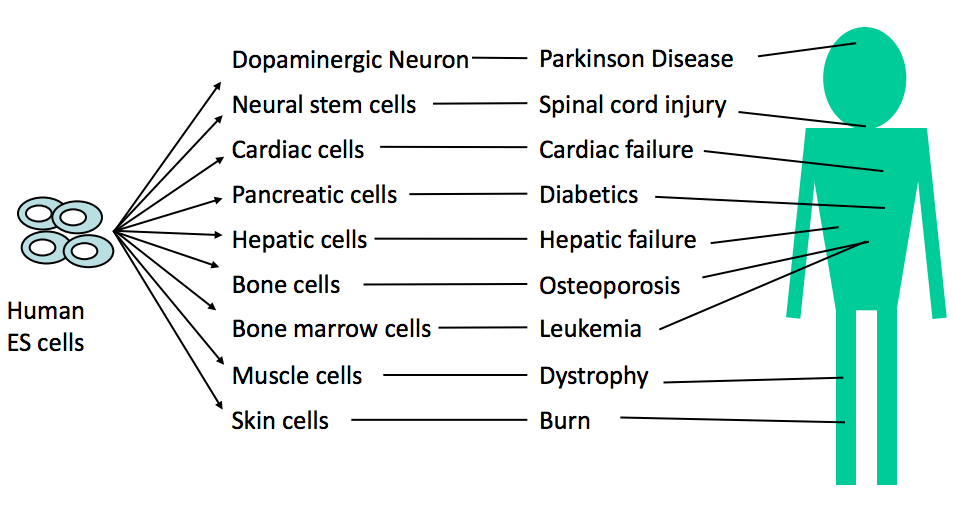 Dopaminergic Neuron Parkinson Disease
Neural stem cells Spinal cord injury
Cardiac cells Cardiac failure
Pancreatic cells Diabetics
Hepatic cells Hepatic failure
Bone cells Osteoporosis
Human
ES cells
Bone marrow cells Leukemia
Muscle cells Dystrophy
Skin cells Burn